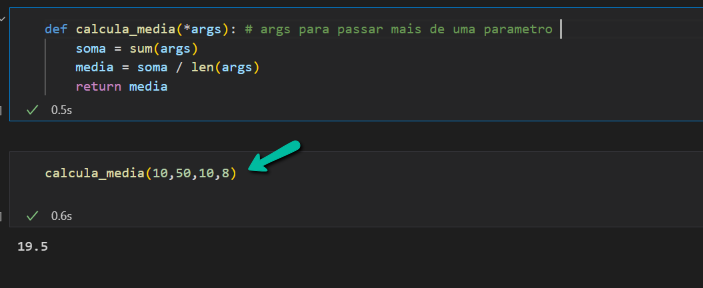 def calcula_media(*args): # args para passar mais de uma parametro
soma = sum(args)
media = soma / len(args)
return media
0.5s
calcula_media(10,50,10,8)
0.6s
19.5